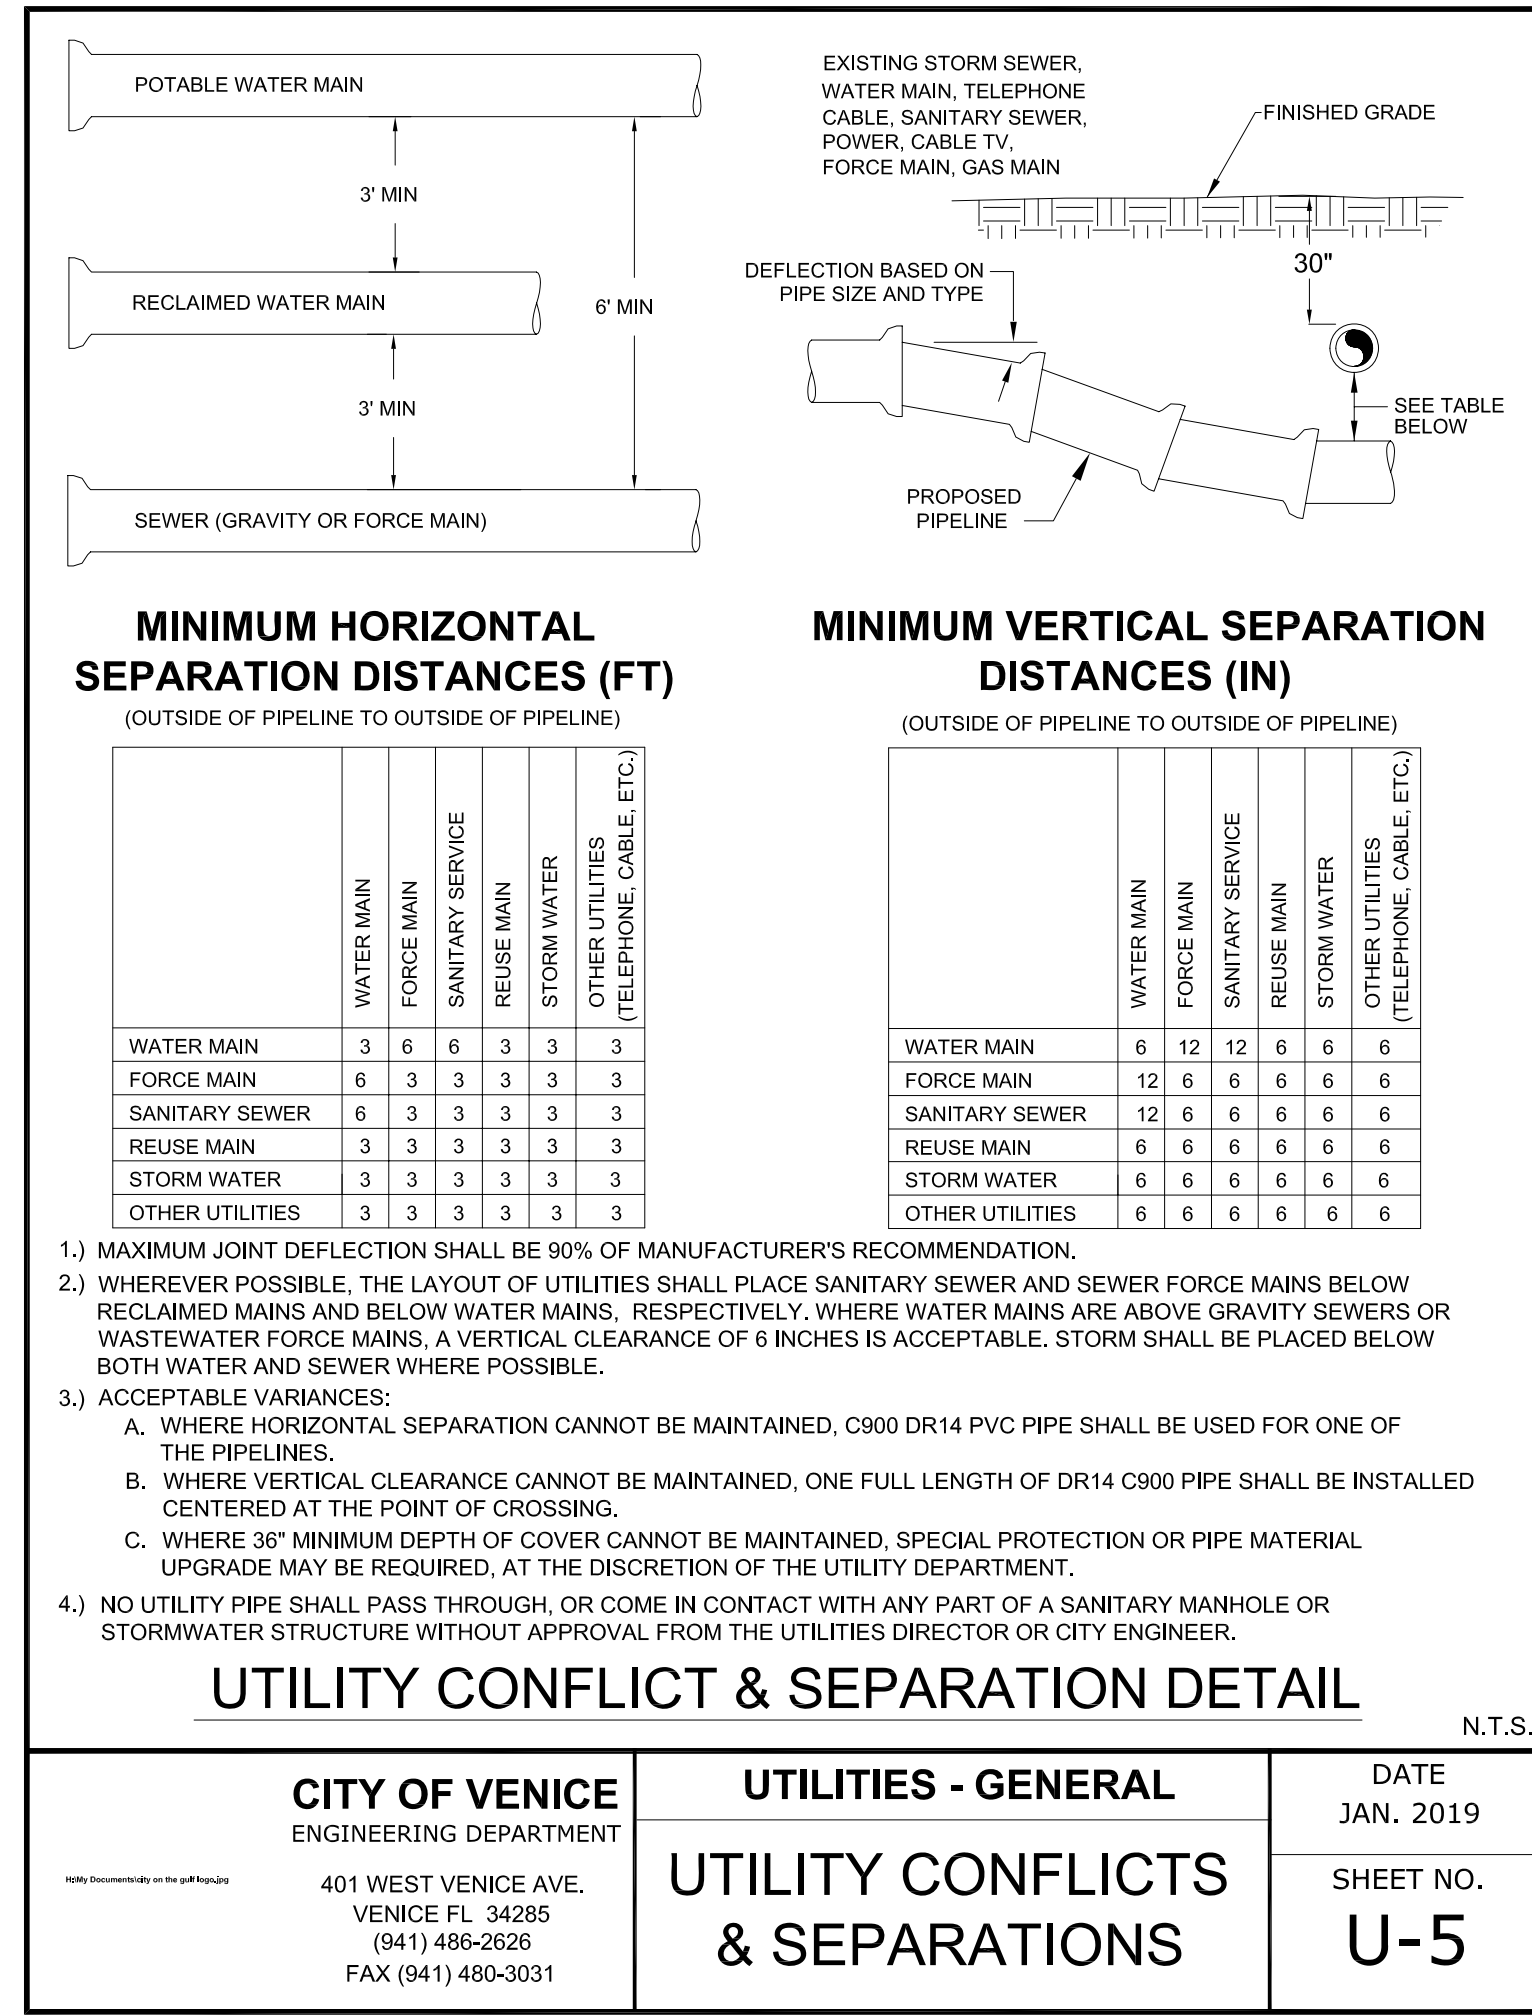 POTABLE WATER MAIN
3' MIN
RECLAIMED WATER MAIN
6' MIN
3' MIN
SEWER (GRAVITY OR FORCE MAIN)
EXISTING STORM SEWER,
WATER MAIN, TELEPHONE
CABLE, SANITARY SEWER,
POWER, CABLE TV,
FORCE MAIN, GAS MAIN
FINISHED GRADE
30"
DEFLECTION BASED ON
PIPE SIZE AND TYPE
SEE TABLE
BELOW
PROPOSED
PIPELINE
MINIMUM HORIZONTAL
SEPARATION DISTANCES (FT)
(OUTSIDE OF PIPELINE TO OUTSIDE OF PIPELINE)
WATER MAIN
FORCE MAIN
SANITARY SERVICE
REUSE MAIN
STORM WATER
OTHER UTILITIES
(TELEPHONE, CABLE, ETC.)
WATER MAIN 3 6 6 3 3 3
FORCE MAIN 6 3 3 3 3 3
SANITARY SEWER 6 3 3 3 3 3
REUSE MAIN 3 3 3 3 3 3
STORM WATER 3 3 3 3 3 3
OTHER UTILITIES 3 3 3 3 3 3
MINIMUM VERTICAL SEPARATION
DISTANCES (IN)
(OUTSIDE OF PIPELINE TO OUTSIDE OF PIPELINE)
WATER MAIN
FORCE MAIN
SANITARY SERVICE
REUSE MAIN
STORM WATER
OTHER UTILITIES
(TELEPHONE, CABLE, ETC.)
WATER MAIN 6 12 12 6 6 6
FORCE MAIN 12 6 6 6 6 6
SANITARY SEWER 12 6 6 6 6 6
REUSE MAIN 6 6 6 6 6 6
STORM WATER 6 6 6 6 6 6
OTHER UTILITIES 6 6 6 6 6 6
1.) MAXIMUM JOINT DEFLECTION SHALL BE 90% OF MANUFACTURER'S RECOMMENDATION.
2.) WHEREVER POSSIBLE, THE LAYOUT OF UTILITIES SHALL PLACE SANITARY SEWER AND SEWER FORCE MAINS BELOW
RECLAIMED MAINS AND BELOW WATER MAINS, RESPECTIVELY. WHERE WATER MAINS ARE ABOVE GRAVITY SEWERS OR
WASTEWATER FORCE MAINS, A VERTICAL CLEARANCE OF 6 INCHES IS ACCEPTABLE. STORM SHALL BE PLACED BELOW
BOTH WATER AND SEWER WHERE POSSIBLE.
3.) ACCEPTABLE VARIANCES:
A. WHERE HORIZONTAL SEPARATION CANNOT BE MAINTAINED, C900 DR14 PVC PIPE SHALL BE USED FOR ONE OF
THE PIPELINES.
B. WHERE VERTICAL CLEARANCE CANNOT BE MAINTAINED, ONE FULL LENGTH OF DR14 C900 PIPE SHALL BE INSTALLED
CENTERED AT THE POINT OF CROSSING.
C. WHERE 36" MINIMUM DEPTH OF COVER CANNOT BE MAINTAINED, SPECIAL PROTECTION OR PIPE MATERIAL
UPGRADE MAY BE REQUIRED, AT THE DISCRETION OF THE UTILITY DEPARTMENT.
4.) NO UTILITY PIPE SHALL PASS THROUGH, OR COME IN CONTACT WITH ANY PART OF A SANITARY MANHOLE OR
STORMWATER STRUCTURE WITHOUT APPROVAL FROM THE UTILITIES DIRECTOR OR CITY ENGINEER.
UTILITY CONFLICT & SEPARATION DETAIL
N.T.S.
H:\My Documents\city on the gulf logo.jpg
CITY OF VENICE
ENGINEERING DEPARTMENT
401 WEST VENICE AVE.
VENICE FL 34285
(941) 486-2626
FAX (941) 480-3031
UTILITIES - GENERAL
UTILITY CONFLICTS
& SEPARATIONS
DATE
JAN. 2019
SHEET NO.
U-5